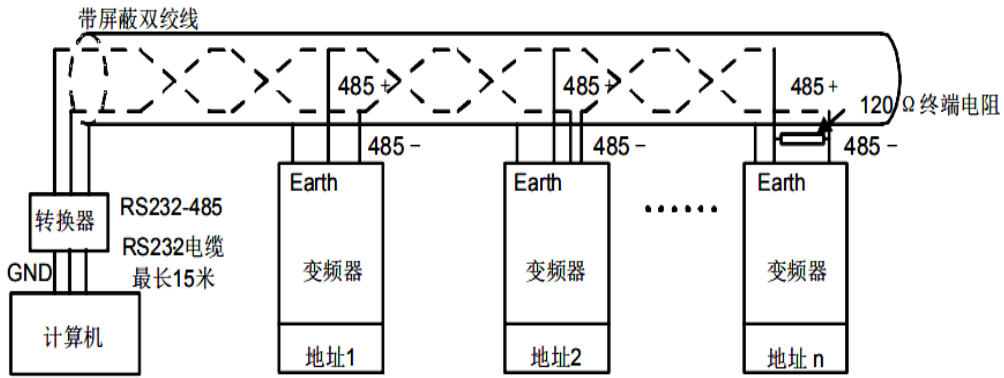 带屏蔽双绞线
485 +
485 +
485 +
120 Ω 终端电阻
485 −
485 −
485 −
Earth
Earth
Earth
转换器
RS232-485
RS232电缆
最长15米
GND
变频器
变频器
变频器
计算机
地址1
地址2
地址 n